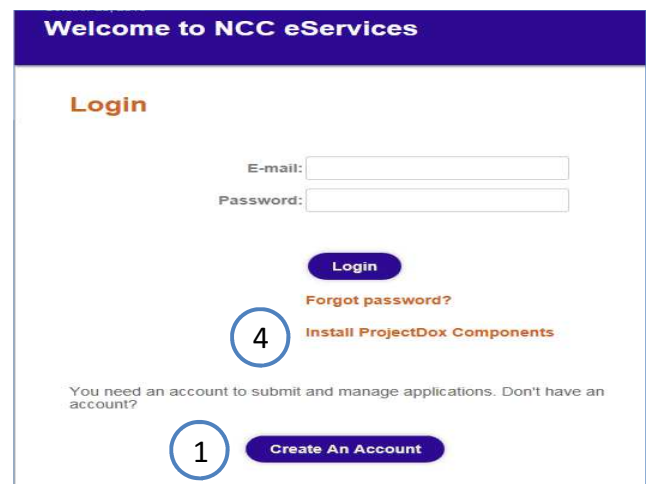 Welcome to NCC eServices
Login
E-mail:
Password:
Login
Forgot password?
4
Install ProjectDox Components
You need an account to submit and manage applications. Don't have an
account?
1
Create An Account